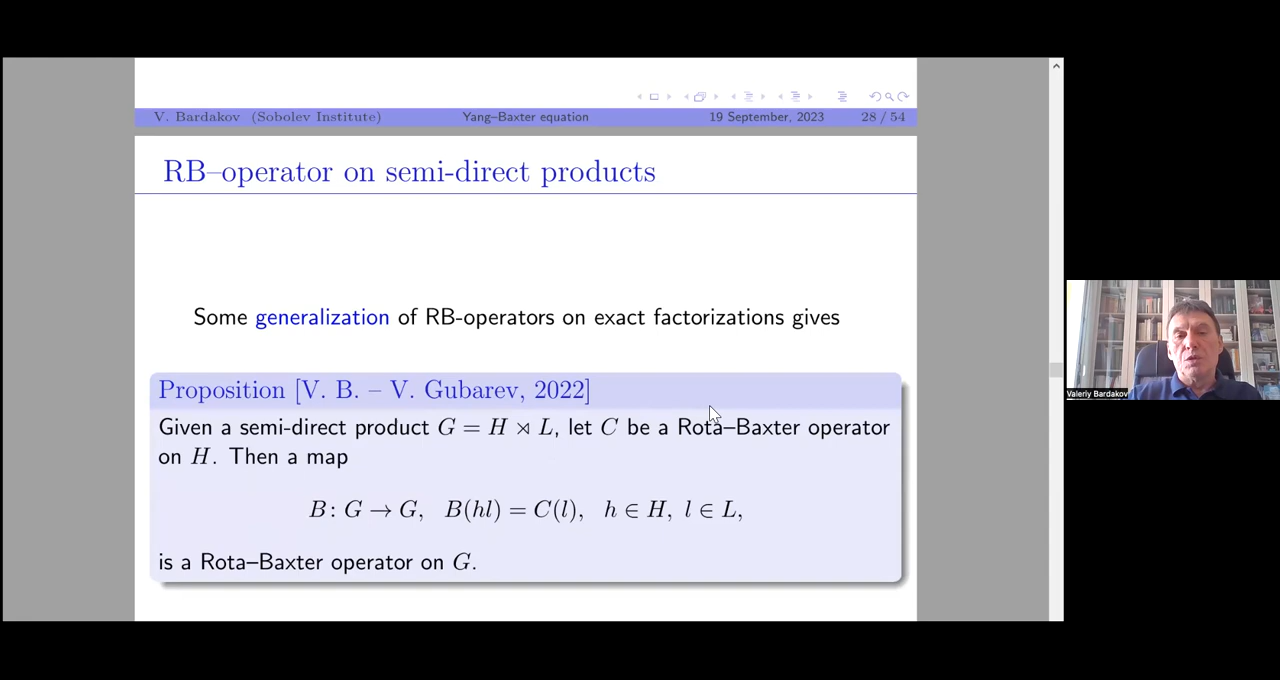 V. Bardakov (Sobolev Institute) Yang–Baxter equation 19 September, 2023 28 / 54
RB–operator on semi-direct products
Some generalization of RB-operators on exact factorizations gives
Proposition [V. B. – V. Gubarev, 2022]
Given a semi-direct product G = H ⋊ L, let C be a Rota–Baxter operator
on H. Then a map
B: G → G, B(hl) = C(l), h ∈ H, l ∈ L,
is a Rota–Baxter operator on G.
Valeriy Bardakov